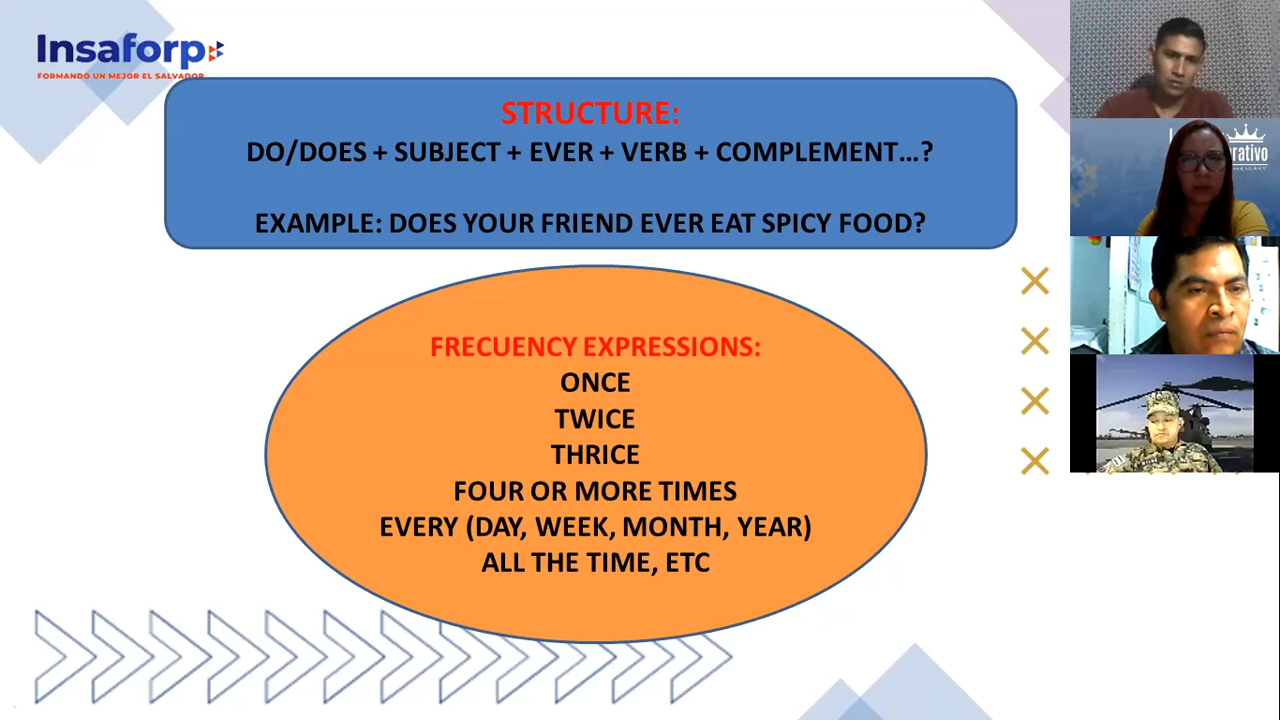 Insaforp
FORMANDO UN MEJOR EL SALVADOR
STRUCTURE:
DO/DOES + SUBJECT + EVER + VERB + COMPLEMENT...?
EXAMPLE: DOES YOUR FRIEND EVER EAT SPICY FOOD?
FRECUENCY EXPRESSIONS:
ONCE
TWICE
THRICE
FOUR OR MORE TIMES
EVERY (DAY, WEEK, MONTH, YEAR)
ALL THE TIME, ETC